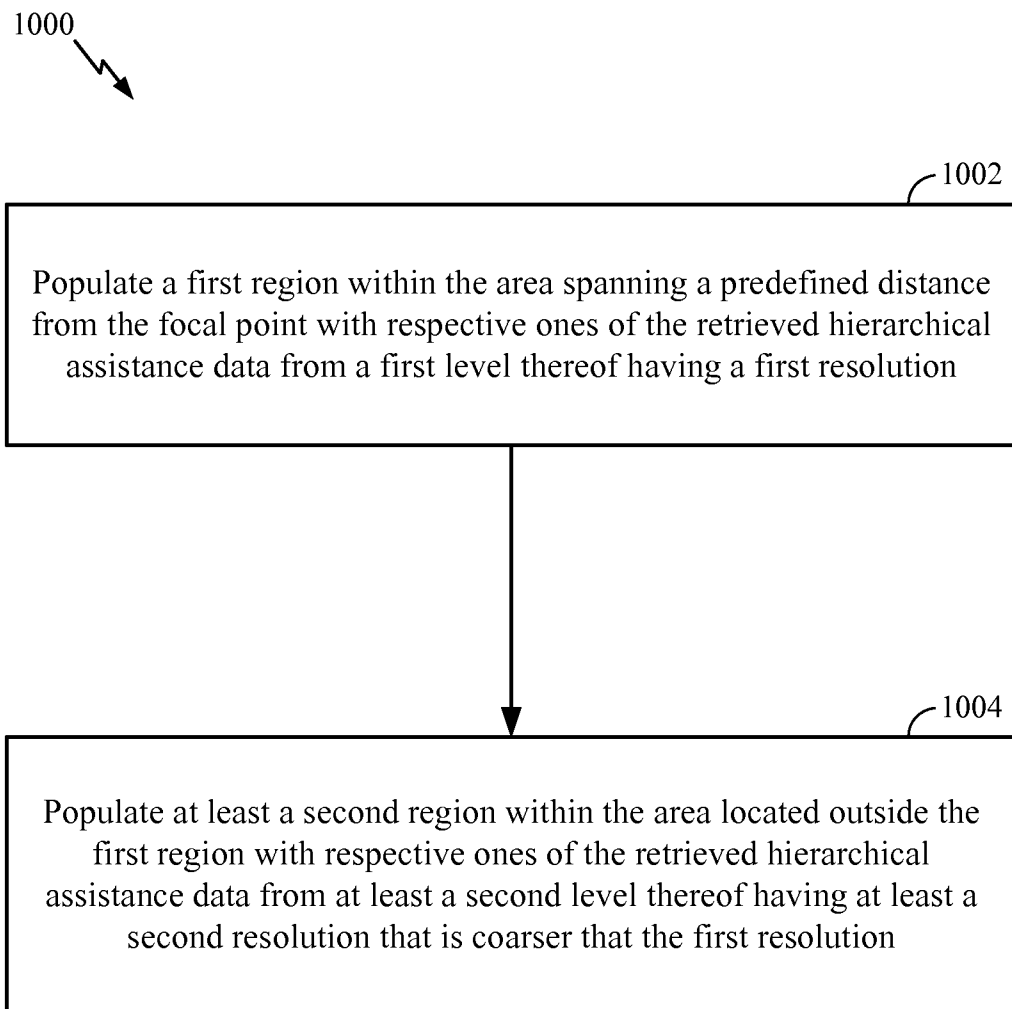 1000
1002
Populate a first region within the area spanning a predefined distance
from the focal point with respective ones of the retrieved hierarchical
assistance data from a first level thereof having a first resolution
1004
Populate at least a second region within the area located outside the
first region with respective ones of the retrieved hierarchical
assistance data from at least a second level thereof having at least a
second resolution that is coarser that the first resolution